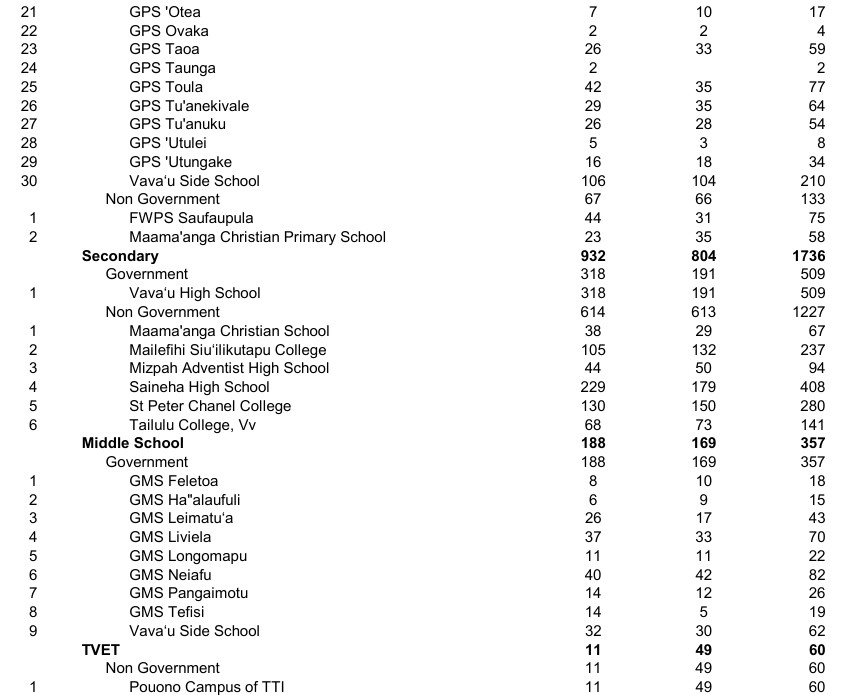 21 GPS 'Otea 7 10 17
22 GPS Ovaka 2 2 4
23 GPS Taoa 26 33 59
24 GPS Taunga 2 2
25 GPS Toula 42 35 77
26 GPS Tu'anekivale 29 35 64
27 GPS Tu'anuku 26 28 54
28 GPS 'Utulei 5 3 8
29 GPS 'Utungake 16 18 34
30 Vava‘u Side School 106 104 210
Non Government 67 66 133
1 FWPS Saufaupula 44 31 75
2 Maama'anga Christian Primary School 23 35 58
Secondary 932 804 1736
Government 318 191 509
1 Vava‘u High School 318 191 509
Non Government 614 613 1227
1 Maama'anga Christian School 38 29 67
2 Mailefihi Siu‘ilikutapu College 105 132 237
3 Mizpah Adventist High School 44 50 94
4 Saineha High School 229 179 408
5 St Peter Chanel College 130 150 280
6 Tailulu College, Vv 68 73 141
Middle School 188 169 357
Government 188 169 357
1 GMS Feletoa 8 10 18
2 GMS Ha"alaufuli 6 9 15
3 GMS Leimatu‘a 26 17 43
4 GMS Liviela 37 33 70
5 GMS Longomapu 11 11 22
6 GMS Neiafu 40 42 82
7 GMS Pangaimotu 14 12 26
8 GMS Tefisi 14 5 19
9 Vava‘u Side School 32 30 62
TVET 11 49 60
Non Government 11 49 60
1 Pouono Campus of TTI 11 49 60